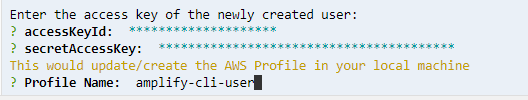 Enter the access key of the newly created user:
? accessKeyId:  ********************
? secretAccessKey:  ****************************************
This would update/create the AWS Profile in your local machine
? Profile Name:  amplify-cli-user